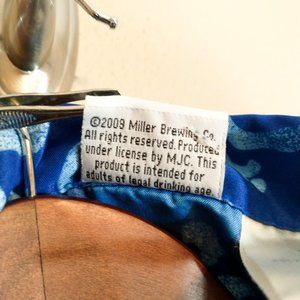 ©2009 Miller Brewing Co.
All rights reserved. Produced
under license by MJC. This
product is intended for
adults of legal drinking age